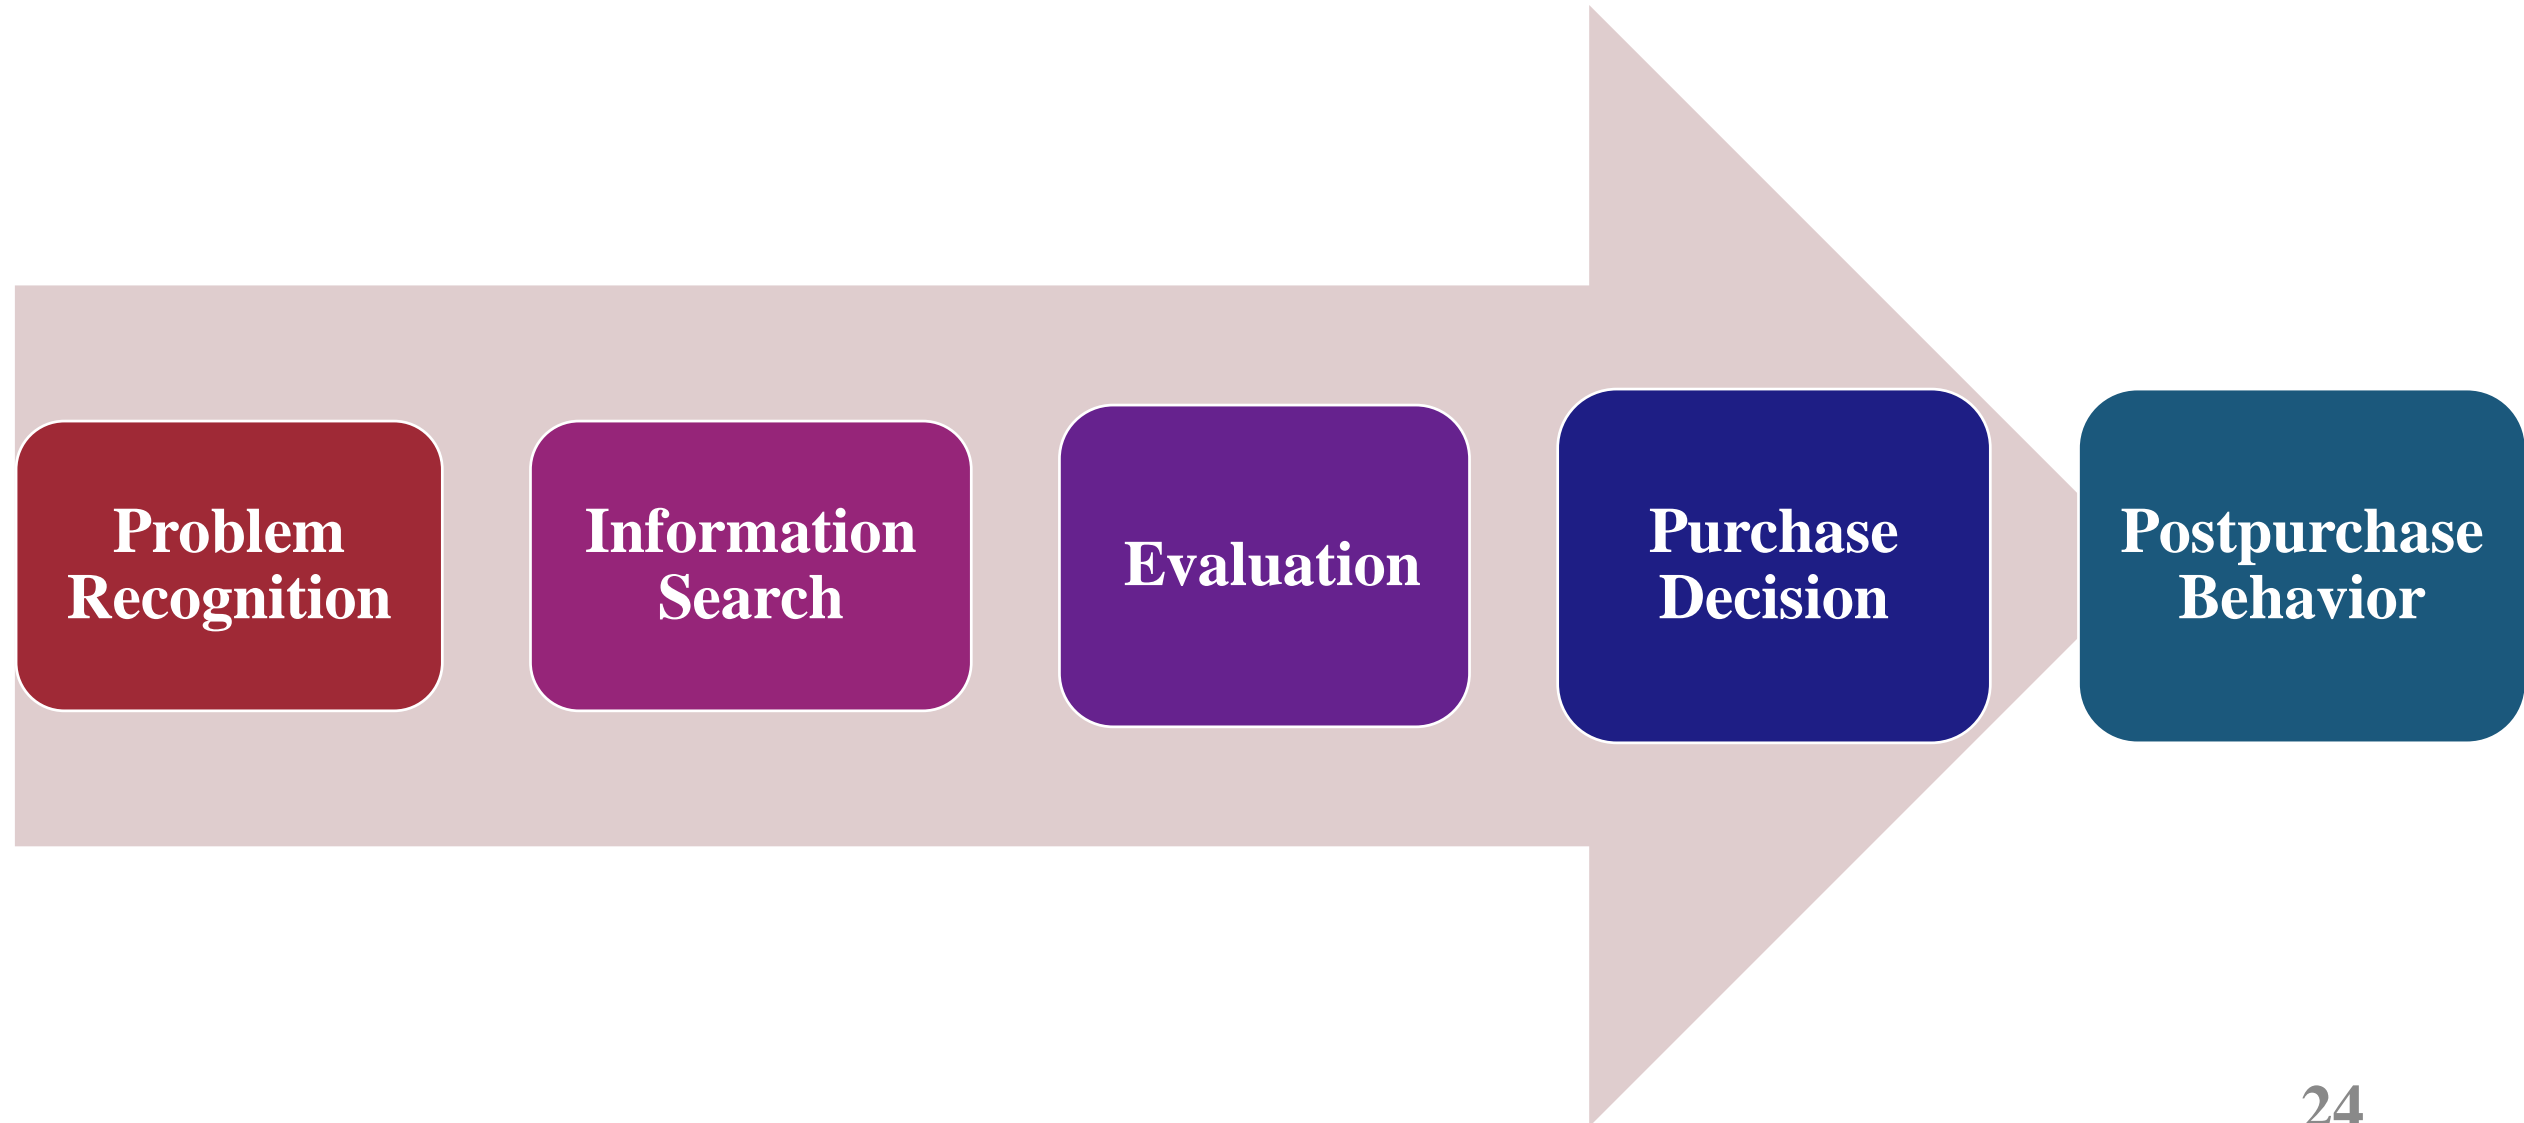 Problem
Recognition
Information
Search
Evaluation
Purchase
Decision
Postpurchase
Behavior
24